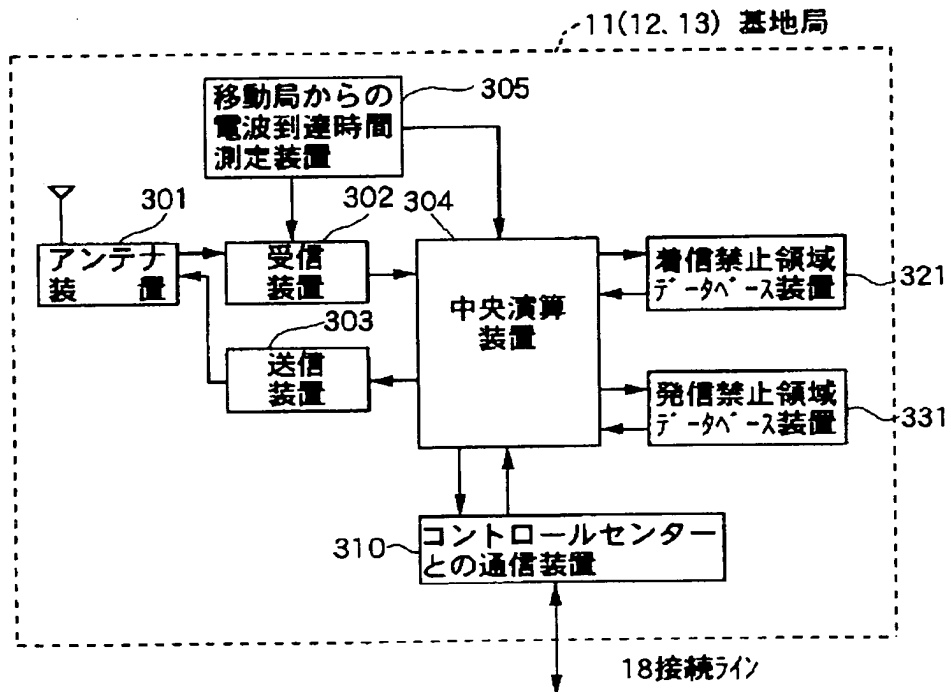 11(12、13) 基地局
移動局からの
電波到達時間
測定装置
305
301
アンテナ
装　置
302
受信
装置
303
送信
装置
304
中央演算
装置
着信禁止領域
データベース装置
321
発信禁止領域
データベース装置
331
310
コントロールセンター
との通信装置
18接続ライン